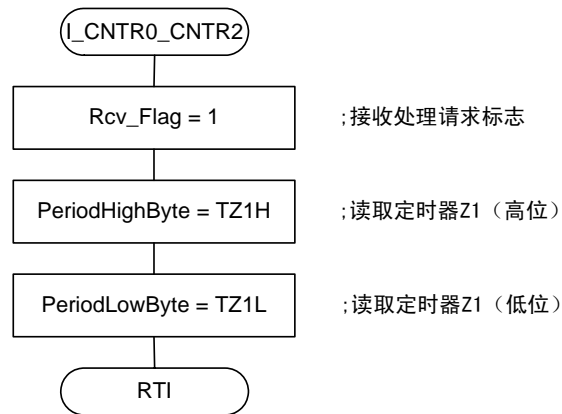 I_CNTR0_CNTR2
Rcv_Flag = 1
;接收处理请求标志
PeriodHighByte = TZ1H
;读取定时器Z1（高位）
PeriodLowByte = TZ1L
;读取定时器Z1（低位）
RTI